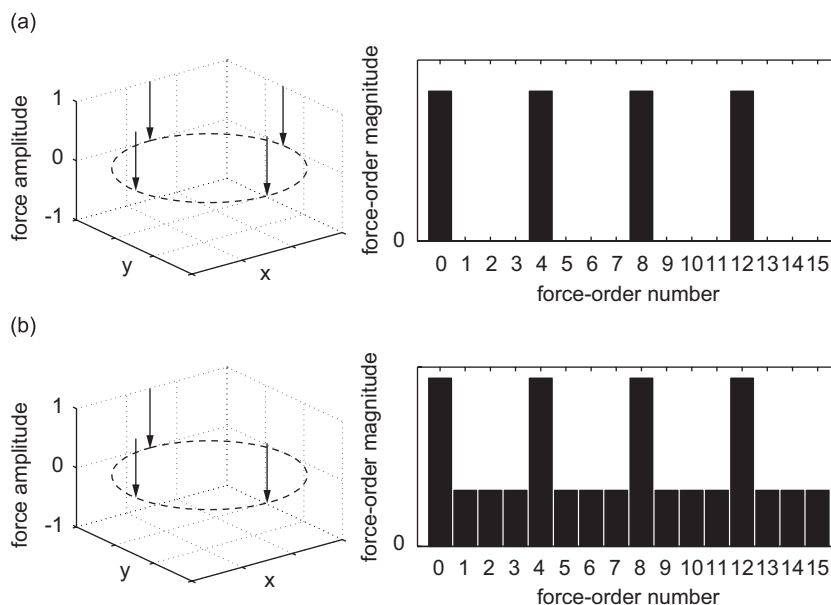 (a)
force amplitude
1
0
-1
y
x
force-order magnitude
0
0 1 2 3 4 5 6 7 8 9 10 11 12 13 14 15
force-order number
(b)
force amplitude
1
0
-1
y
x
force-order magnitude
0
0 1 2 3 4 5 6 7 8 9 10 11 12 13 14 15
force-order number